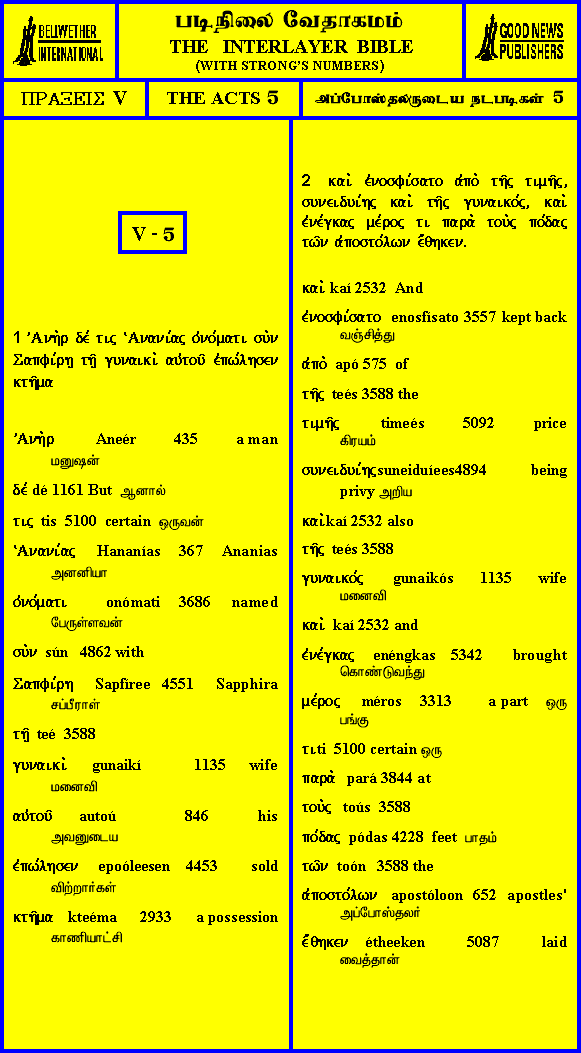 BELLWETHER
INTERNATIONAL
படிநிலை வேதாகமம்
THE INTERLAYER BIBLE
(WITH STRONG'S NUMBERS)
GOOD NEWS
PUBLISHERS
ΠΡΑΞΕΙΣ V
THE ACTS 5
அப்போஸ்தலருடைய நடபடிகள் 5
V - 5
1 Ἀνὴρ δέ τις Ἁνανίας ὀνόματι σὺν
Σαπφίρῃ τῇ γυναικὶ αὐτοῦ ἐπώλησεν
κτῆμα
Ἀνὴρ Aneér 435 a man
மனுஷன்
δέ dé 1161 But ஆனால்
τις tis 5100 certain ஒருவன்
Ἁνανίας Hananías 367 Ananias
அனனியா
ὀνόματι onómati 3686 named
பேருள்ளவன்
σὺν sún 4862 with
Σαπφίρη Sapfíree 4551 Sapphira
சப்பீராள்
τῇ teé 3588
γυναικὶ gunaikí 1135 wife
மனைவி
αὐτοῦ autoú 846 his
அவனுடைய
ἐπώλησεν epoóleesen 4453 sold
விற்றார்கள்
κτῆμα kteéma 2933 a possession
காணியாட்சி
2 καὶ ἐνοσφίσατο ἀπὸ τῆς τιμῆς,
συνειδυίης καὶ τῆς γυναικός, καὶ
ἐνέγκας μέρος τι παρὰ τοὺς πόδας
τῶν ἀποστόλων ἔθηκεν.
καὶ kaí 2532 And
ἐνοσφίσατο enosfísato 3557 kept back
வஞ்சித்து
ἀπὸ apó 575 of
τῆς teés 3588 the
τιμῆς timeés 5092 price
கிரயம்
συνειδυίης suneiduíees4894 being
privy அறிய
καὶ kaí 2532 also
τῆς teés 3588
γυναικός gunaikós 1135 wife
மனைவி
καὶ kaí 2532 and
ἐνέγκας enéngkas 5342 brought
கொண்டுவந்து
μέρος méros 3313 a part ஒரு
பங்கு
τι ti 5100 certain ஒரு
παρὰ pará 3844 at
τοὺς toús 3588
πόδας pódas 4228 feet பாதம்
τῶν toón 3588 the
ἀποστόλων apostóloon 652 apostles'
அப்போஸ்தலர்
ἔθηκεν étheeken 5087 laid
வைத்தான்